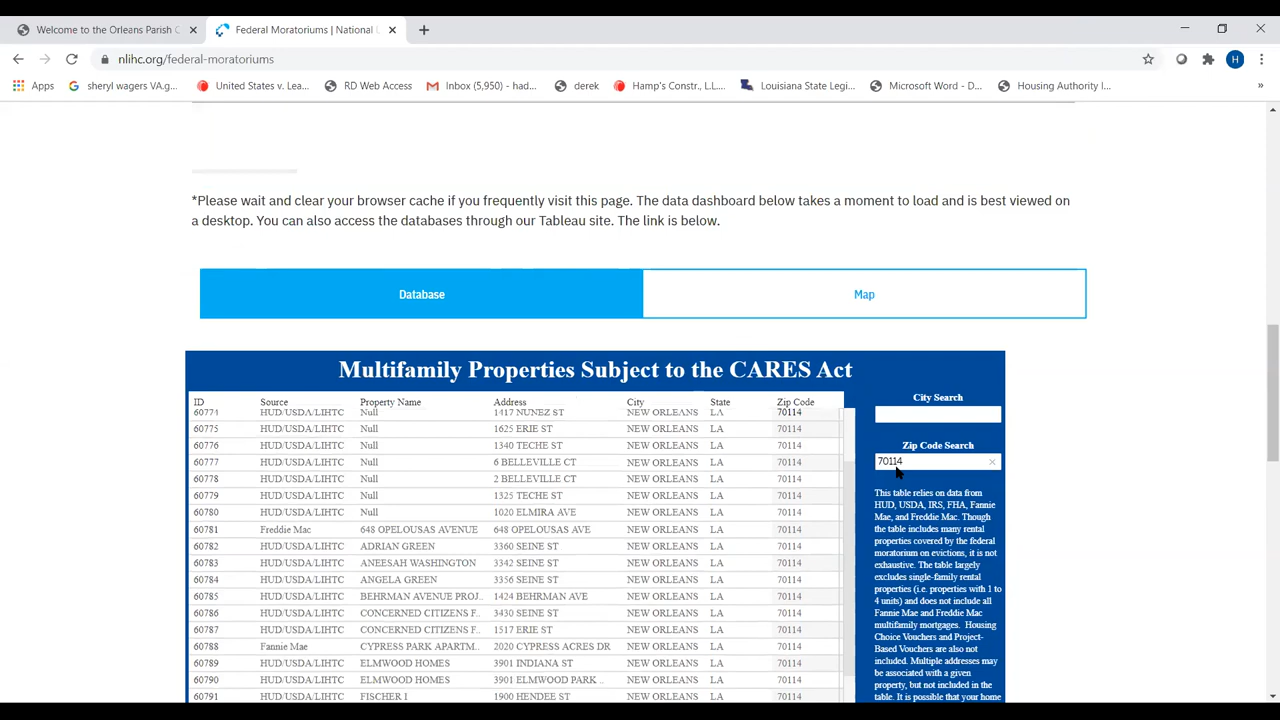 Welcome to the Orleans Parish C
Federal Moratoriums | National L
nlihc.org/federal-moratoriums
H
Apps
sheryl wagers VA.g...
United States v. Lea...
RD Web Access
Inbox (5,950) - had...
derek
Hamp's Constr., L.L....
Louisiana State Legi...
Microsoft Word - D...
Housing Authority I...
»
*Please wait and clear your browser cache if you frequently visit this page. The data dashboard below takes a moment to load and is best viewed on
a desktop. You can also access the databases through our Tableau site. The link is below.
Database
Map
Multifamily Properties Subject to the CARES Act
ID Source Property Name Address City State Zip Code
60774 HUD/USDA/LIHTC Null 1417 NUNEZ ST NEW ORLEANS LA 70114
60775 HUD/USDA/LIHTC Null 1625 ERIE ST NEW ORLEANS LA 70114
60776 HUD/USDA/LIHTC Null 1340 TECHE ST NEW ORLEANS LA 70114
60777 HUD/USDA/LIHTC Null 6 BELLEVILLE CT NEW ORLEANS LA 70114
60778 HUD/USDA/LIHTC Null 2 BELLEVILLE CT NEW ORLEANS LA 70114
60779 HUD/USDA/LIHTC Null 1325 TECHE ST NEW ORLEANS LA 70114
60780 HUD/USDA/LIHTC Null 1020 ELMIRA AVE NEW ORLEANS LA 70114
60781 Freddie Mac 648 OPELOUSAS AVENUE 648 OPELOUSAS AVE NEW ORLEANS LA 70114
60782 HUD/USDA/LIHTC ADRIAN GREEN 3360 SEINE ST NEW ORLEANS LA 70114
60783 HUD/USDA/LIHTC ANEESAH WASHINGTON 3342 SEINE ST NEW ORLEANS LA 70114
60784 HUD/USDA/LIHTC ANGELA GREEN 3356 SEINE ST NEW ORLEANS LA 70114
60785 HUD/USDA/LIHTC BEHRMAN AVENUE PROJ.. 1424 BEHRMAN AVE NEW ORLEANS LA 70114
60786 HUD/USDA/LIHTC CONCERNED CITIZENS F.. 3430 SEINE ST NEW ORLEANS LA 70114
60787 HUD/USDA/LIHTC CONCERNED CITIZENS F.. 1517 ERIE ST NEW ORLEANS LA 70114
60788 Fannie Mae CYPRESS PARK APARTM.. 2020 CYPRESS ACRES DR NEW ORLEANS LA 70114
60789 HUD/USDA/LIHTC ELMWOOD HOMES 3901 INDIANA ST NEW ORLEANS LA 70114
60790 HUD/USDA/LIHTC ELMWOOD HOMES 3901 ELMWOOD PARK .. NEW ORLEANS LA 70114
60791 HUD/USDA/LIHTC FISCHER I 1900 HENDEE ST NEW ORLEANS LA 70114
City Search
Zip Code Search
70114
This table relies on data from
HUD, USDA, IRS, FHA, Fannie
Mae, and Freddie Mac. Though
the table includes many rental
properties covered by the federal
moratorium on evictions, it is not
exhaustive. The table largely
excludes single-family rental
properties (i.e. properties with 1 to
4 units) and does not include all
Fannie Mae and Freddie Mac
multifamily mortgages. Housing
Choice Vouchers and Project-
Based Vouchers are also not
included. Multiple addresses may
be associated with a given
property, but not included in the
table. It is possible that your home